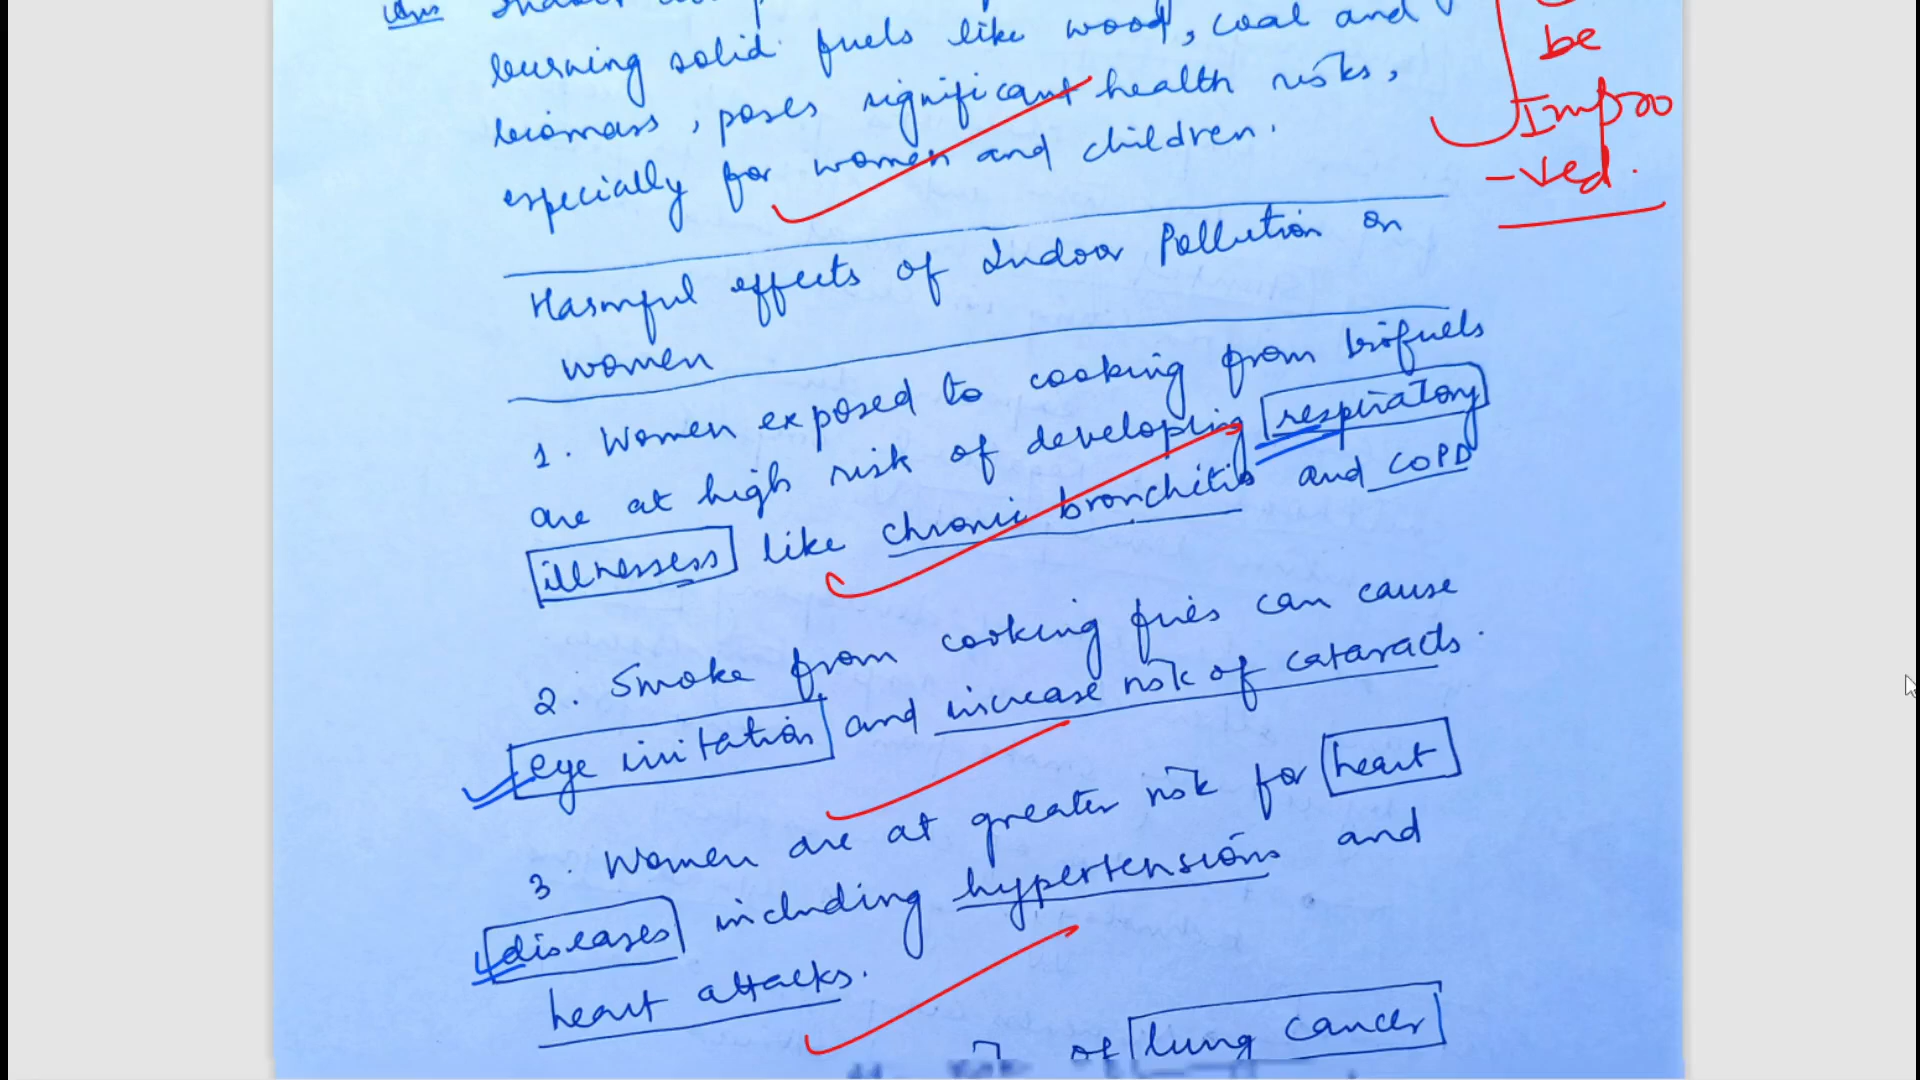 Ans Indoor
burning solid fuels like wood, coal and
biomass, poses significant health risks,
especially for women and children.
be
Impro
-ved.
Harmful effects of Indoor Pollution on
women
1. Women exposed to cooking from biofuels
are at high risk of developing respiratory
illnessess like chronic bronchitis and COPD
2. Smoke from cooking fires can cause
eye irritation and increase risk of cataracts.
3. Women are at greater risk for heart
diseases including hypertension and
heart attacks.
of lung cancer